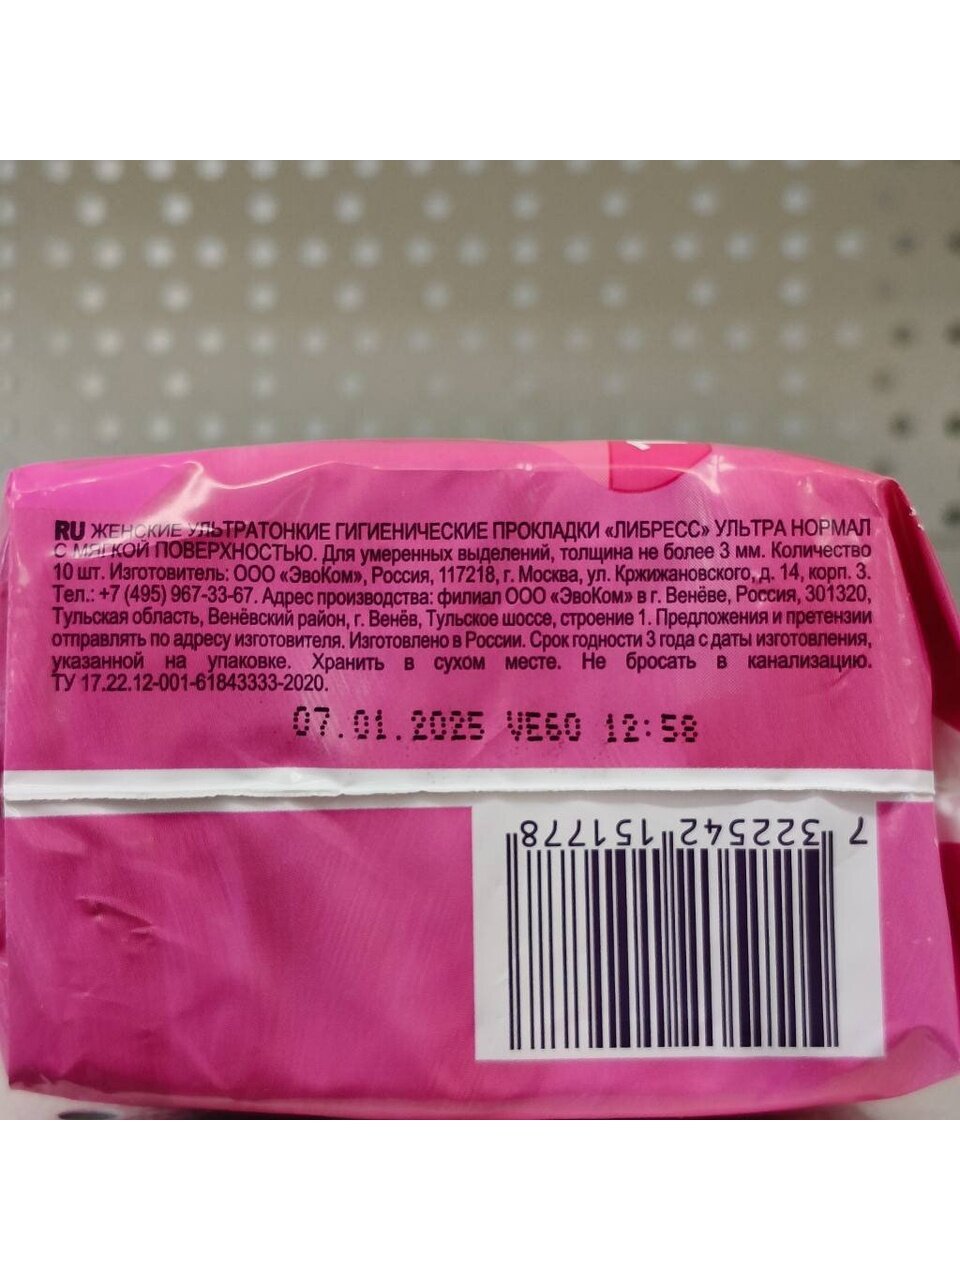 RU ЖЕНСКИЕ УЛЬТРАТОНКИЕ ГИГИЕНИЧЕСКИЕ ПРОКЛАДКИ «ЛИБРЕСС» УЛЬТРА НОРМАЛ
С МЯГКОЙ ПОВЕРХНОСТЬЮ. Для умеренных выделений, толщина не более 3 мм. Количество
10 шт. Изготовитель: ООО «ЭвоКом», Россия, 117218, г. Москва, ул. Кржижановского, д. 14, корп. 3.
Тел.: +7 (495) 967-33-67. Адрес производства: филиал ООО «ЭвоКом» в г. Венёве, Россия, 301320,
Тульская область, Венёвский район, г. Венёв, Тульское шоссе, строение 1. Предложения и претензии
отправлять по адресу изготовителя. Изготовлено в России. Срок годности 3 года с даты изготовления,
указанной на упаковке. Хранить в сухом месте. Не бросать в канализацию.
ТУ 17.22.12-001-61843333-2020.
07.01.2025 VE60 12:58
7 322542 151778